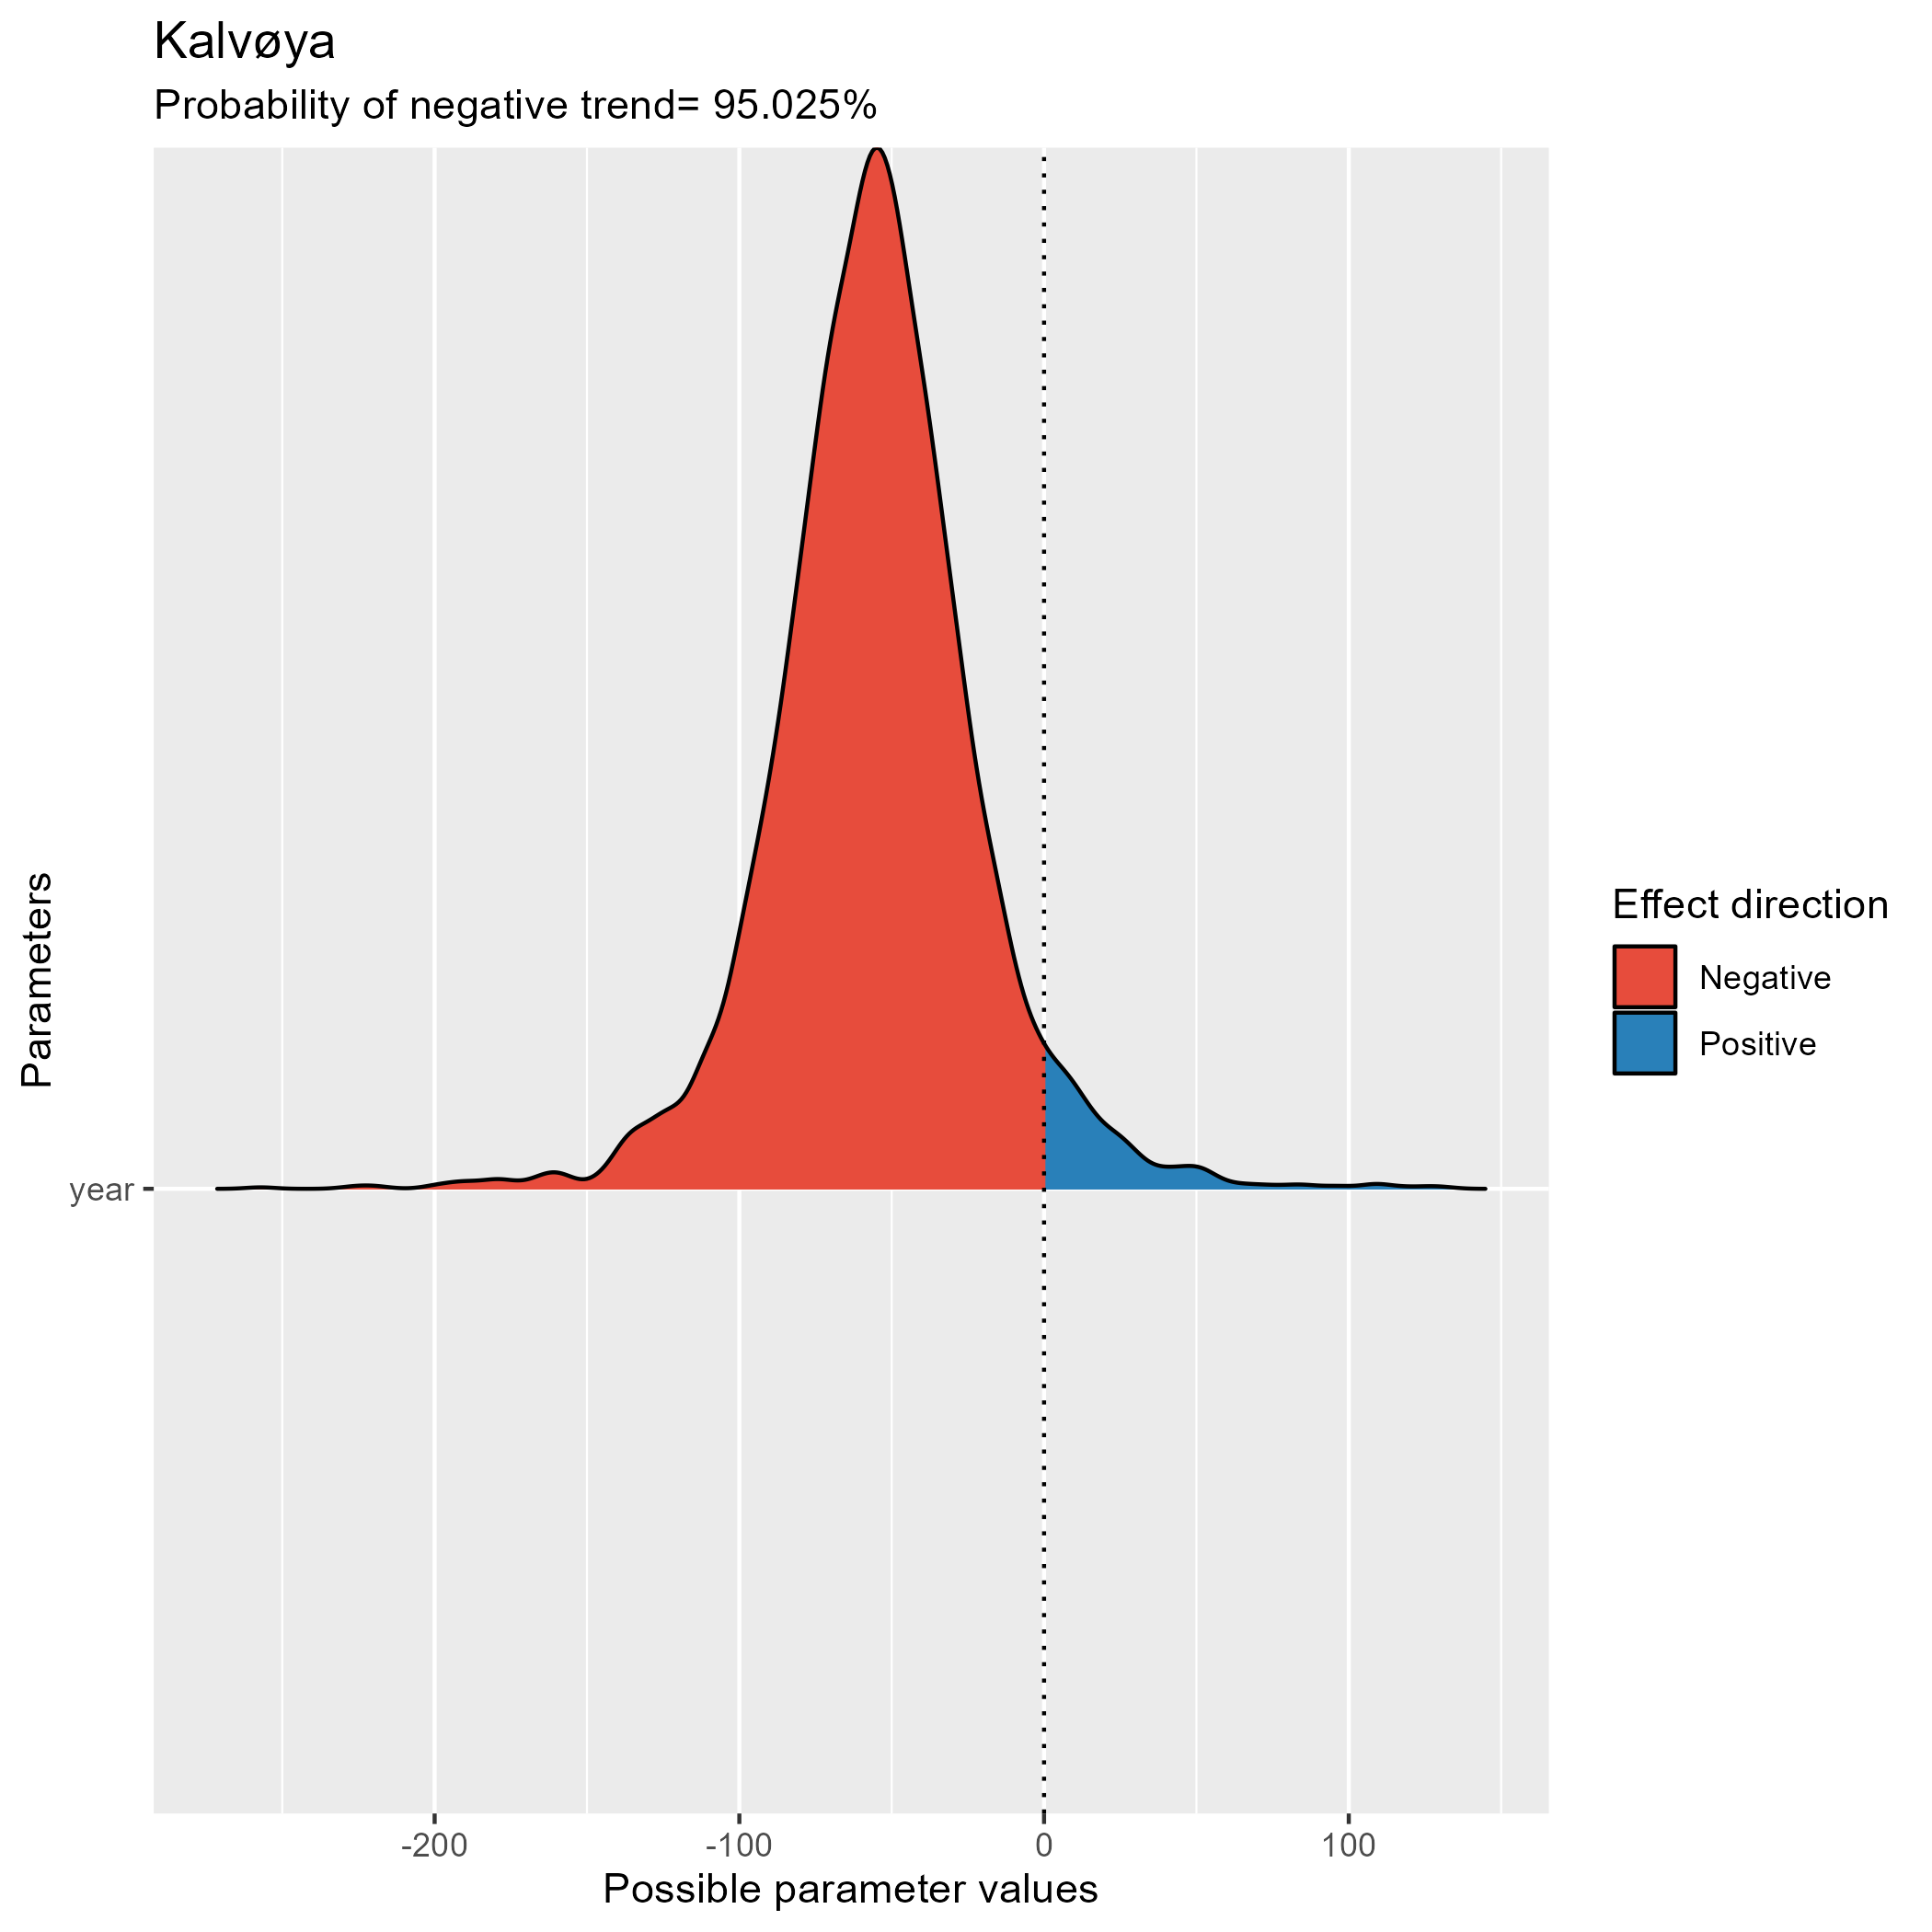 Kalvøya
Probability of negative trend= 95.025%
Parameters
year
-200
-100
0
100
Possible parameter values
Effect direction
Negative
Positive